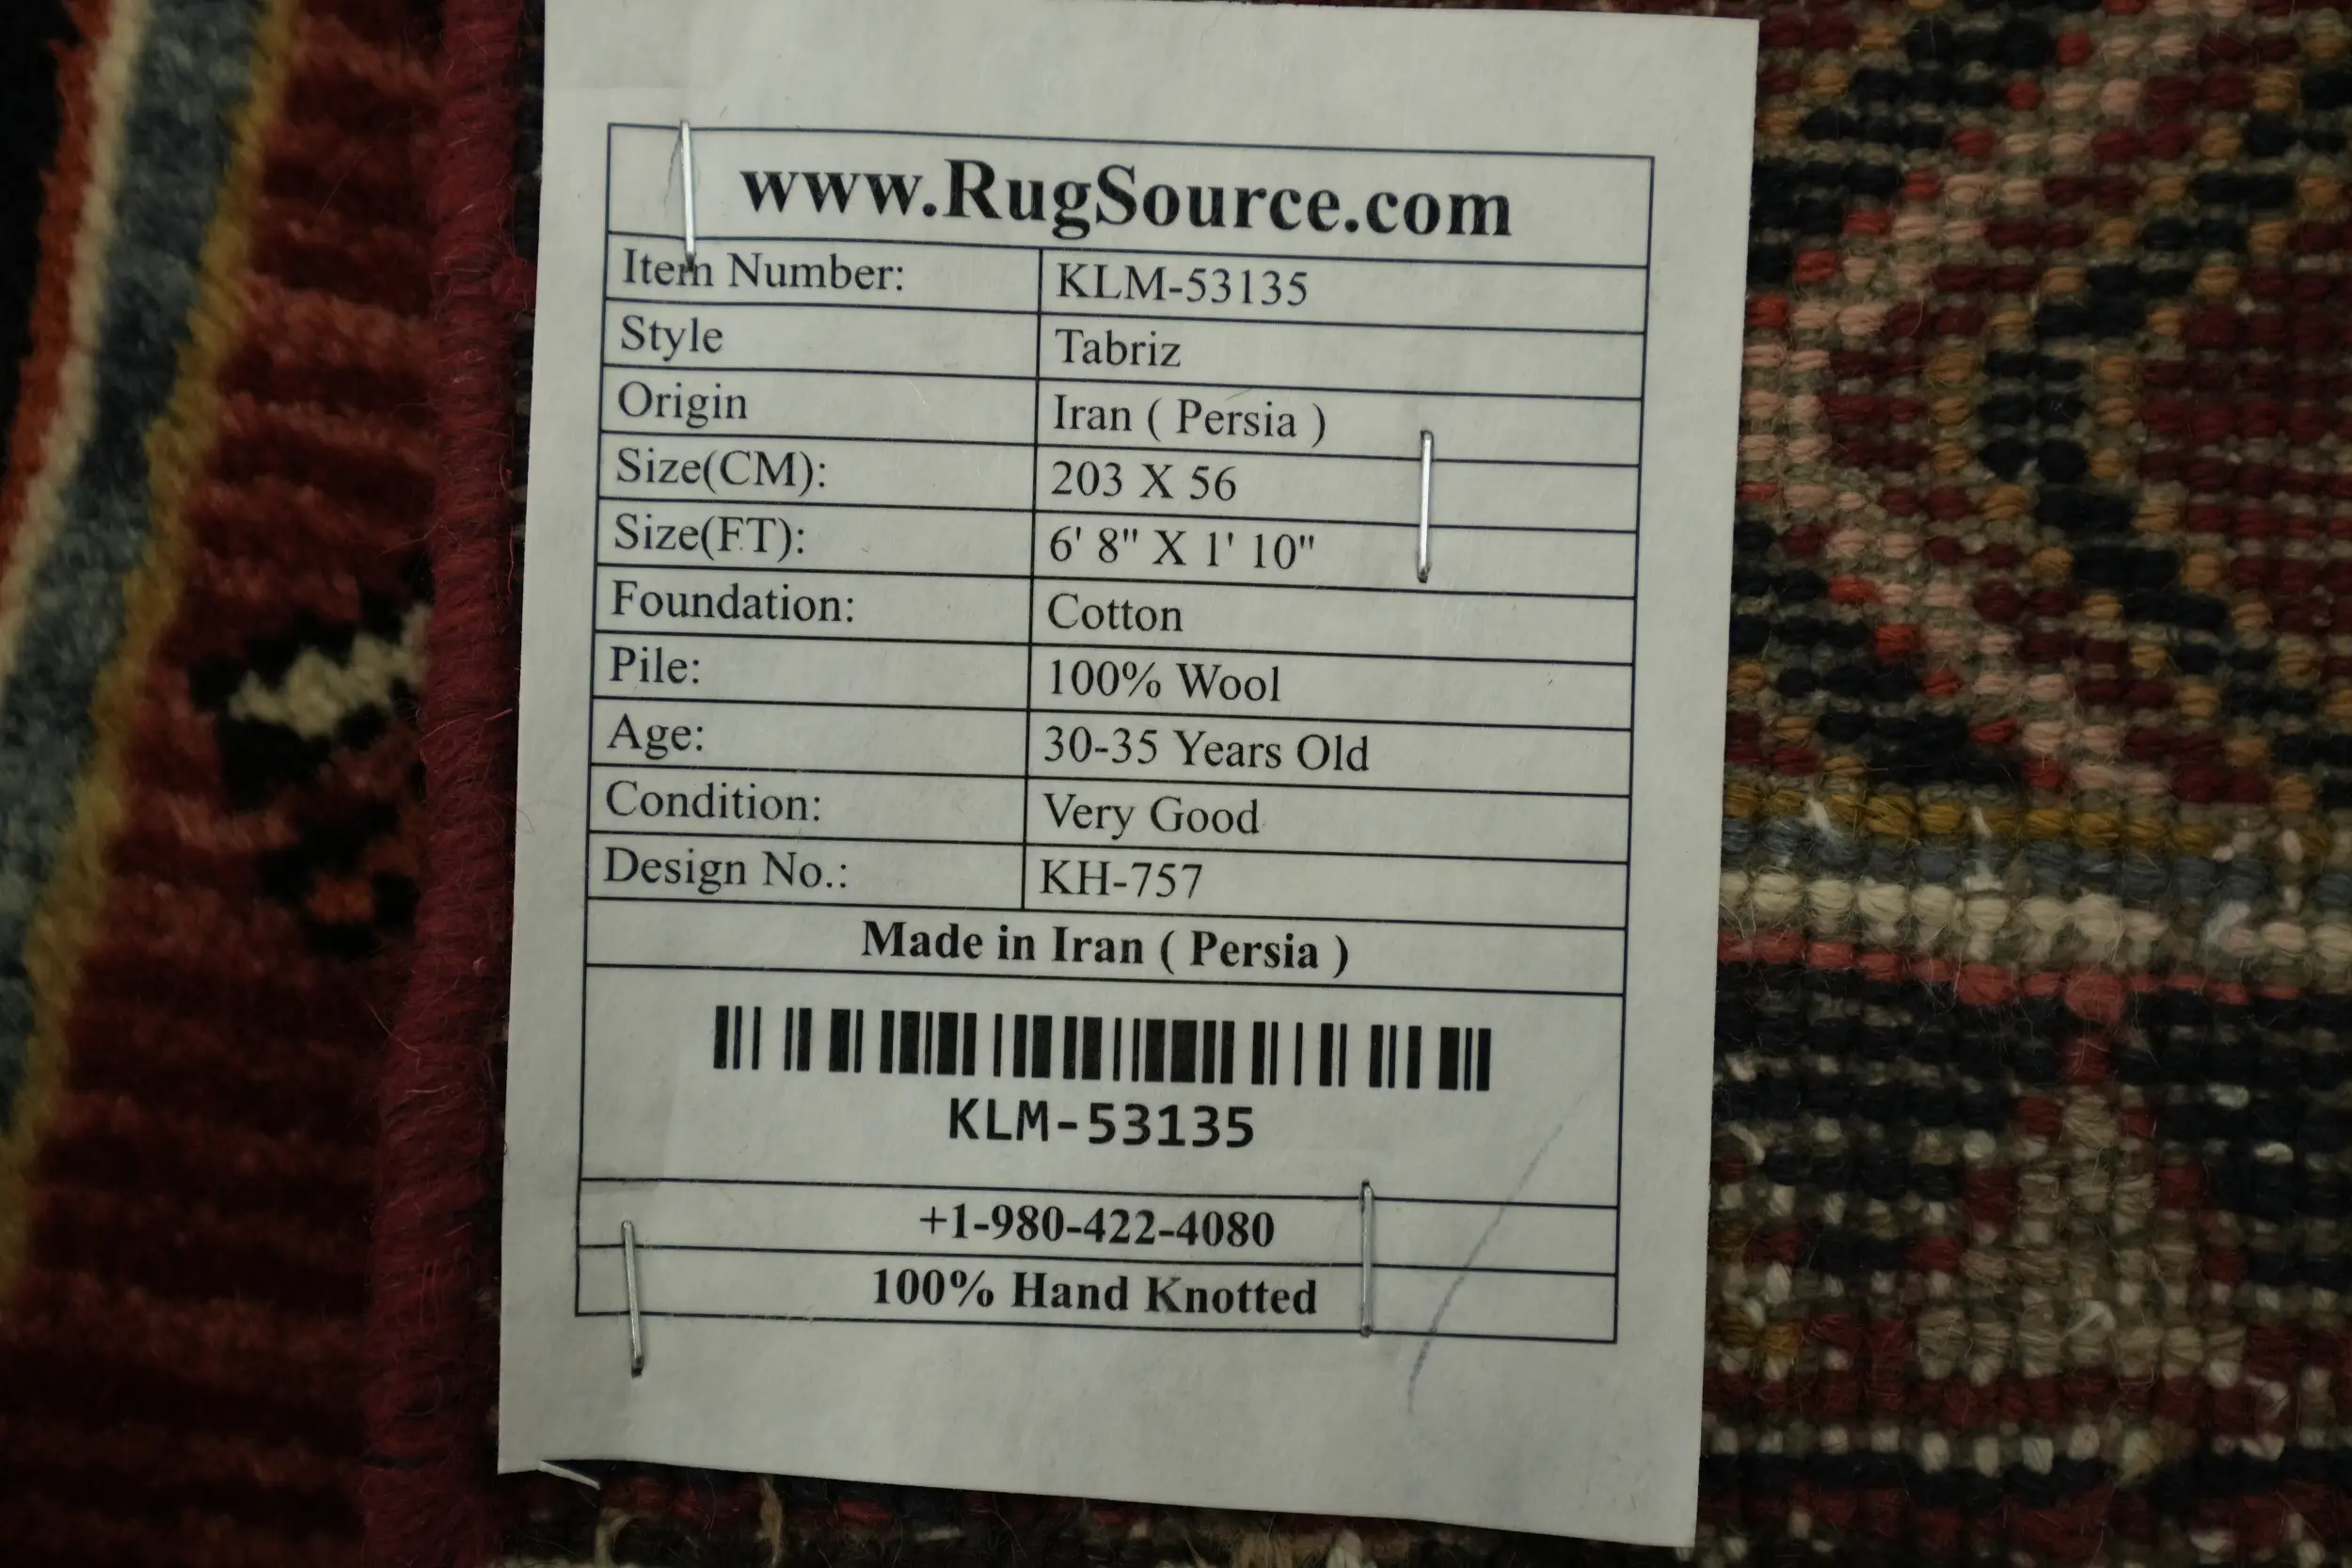 www.RugSource.com
Item Number: KLM-53135
Style Tabriz
Origin Iran ( Persia )
Size(CM): 203 X 56
Size(FT): 6' 8" X 1' 10"
Foundation: Cotton
Pile: 100% Wool
Age: 30-35 Years Old
Condition: Very Good
Design No.: KH-757
Made in Iran ( Persia )
KLM-53135
+1-980-422-4080
100% Hand Knotted